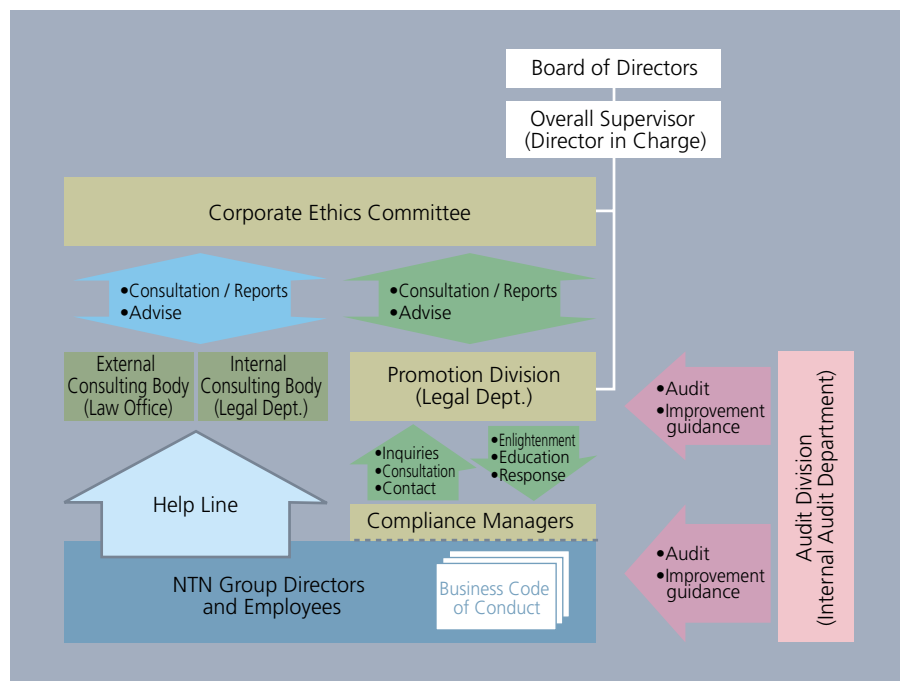 Board of Directors
Overall Supervisor
(Director in Charge)
Corporate Ethics Committee
•Consultation / Reports
•Advise
•Consultation / Reports
•Advise
External
Consulting Body
(Law Office)
Internal
Consulting Body
(Legal Dept.)
Promotion Division
(Legal Dept.)
•Audit
•Improvement
guidance
Audit Division
(Internal Audit Department)
•Inquiries
•Consultation
•Contact
•Enlightenment
•Education
•Response
Help Line
Compliance Managers
•Audit
•Improvement
guidance
NTN Group Directors
and Employees
Business Code
of Conduct